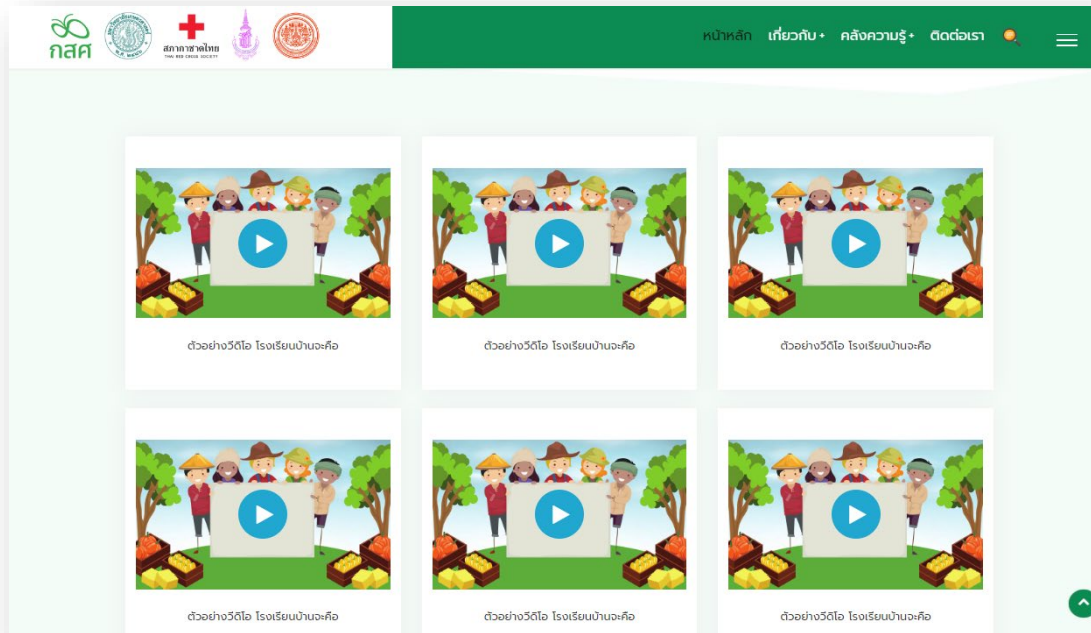 กสศ
สภากาชาดไทย
THAI RED CROSS SOCIETY
หน้าหลัก เกี่ยวกับ+ คลังความรู้+ ติดต่อเรา
ตัวอย่างวีดิโอ โรงเรียนบ้านจะคือ
ตัวอย่างวีดิโอ โรงเรียนบ้านจะคือ
ตัวอย่างวีดิโอ โรงเรียนบ้านจะคือ
ตัวอย่างวีดิโอ โรงเรียนบ้านจะคือ
ตัวอย่างวีดิโอ โรงเรียนบ้านจะคือ
ตัวอย่างวีดิโอ โรงเรียนบ้านจะคือ